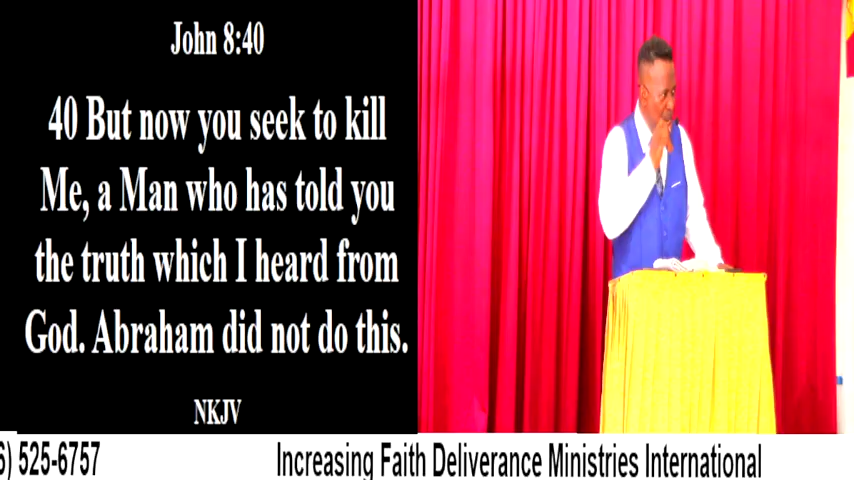 John 8:40
40 But now you seek to kill
Me, a Man who has told you
the truth which I heard from
God. Abraham did not do this.
NKJV
6) 525-6757 Increasing Faith Deliverance Ministries International